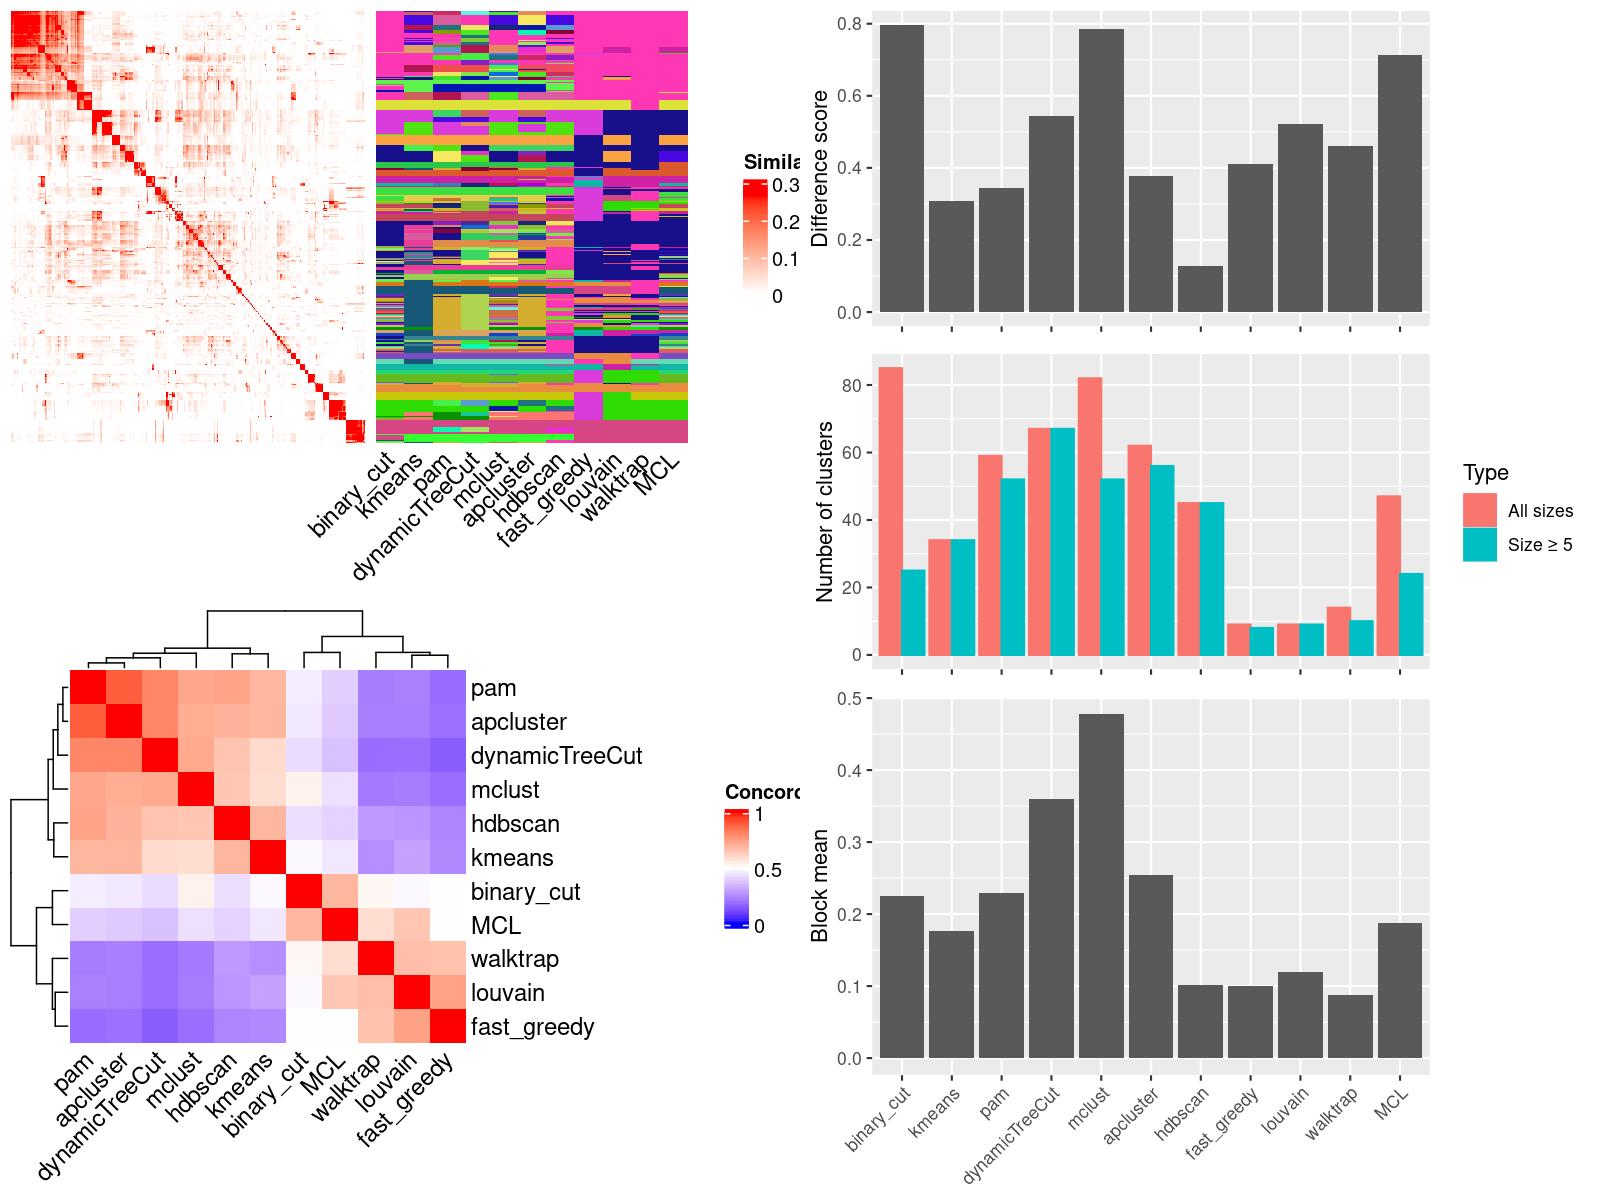 Simila
0.3
0.2
0.1
0
binary_cut
kmeans
pam
dynamicTreeCut
mclust
apcluster
hdbscan
fast_greedy
louvain
walktrap
MCL
pam
apcluster
dynamicTreeCut
mclust
hdbscan
kmeans
binary_cut
MCL
walktrap
louvain
fast_greedy
pam
apcluster
dynamicTreeCut
mclust
hdbscan
kmeans
binary_cut
MCL
walktrap
louvain
fast_greedy
Concorc
1
0.5
0
Difference score
0.8
0.6
0.4
0.2
0.0
Number of clusters
80
60
40
20
0
Type
All sizes
Size ≥ 5
Block mean
0.5
0.4
0.3
0.2
0.1
0.0
binary_cut
kmeans
pam
dynamicTreeCut
mclust
apcluster
hdbscan
fast_greedy
louvain
walktrap
MCL